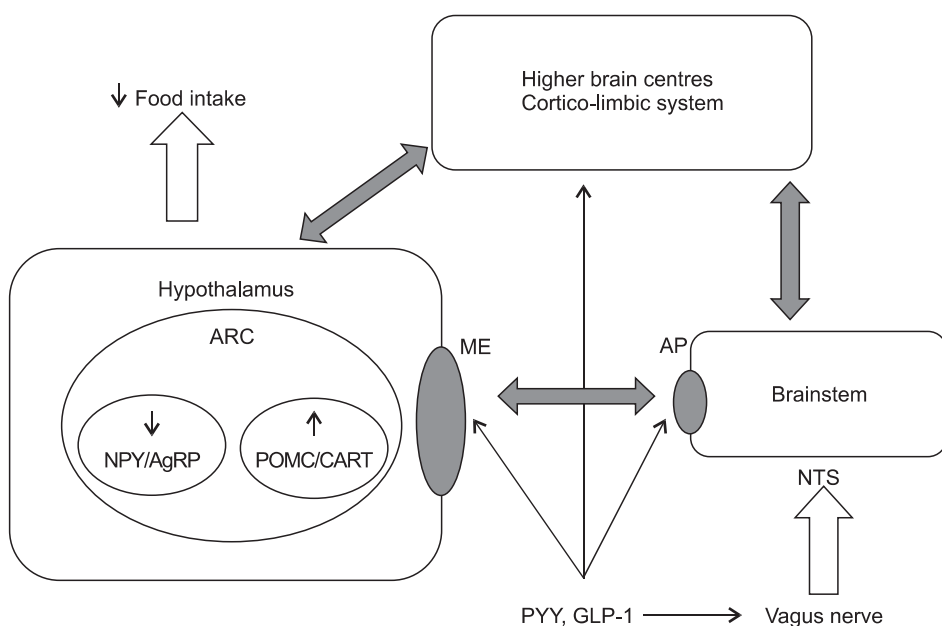 Higher brain centres
Cortico-limbic system
↓ Food intake
Hypothalamus
ARC
ME
AP
Brainstem
NPY/AgRP
POMC/CART
NTS
PYY, GLP-1
Vagus nerve